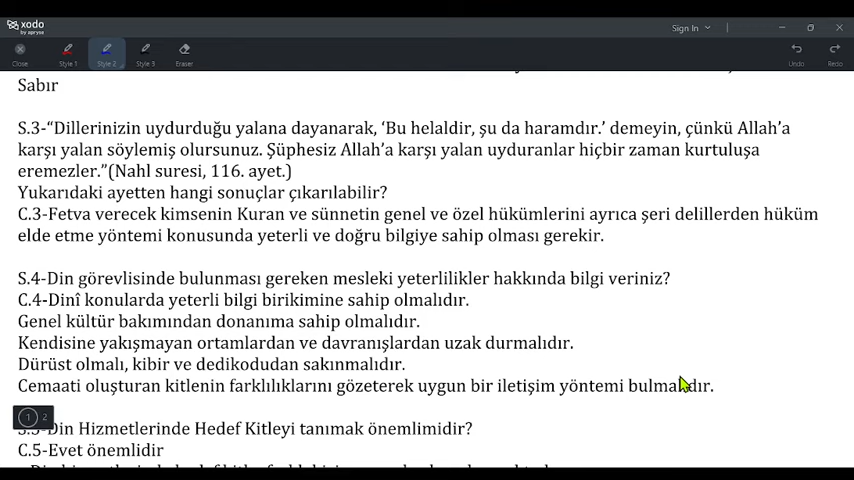 xodo
by apryse
Sign In
Close
Style 1
Style 2
Style 3
Eraser
Undo
Redo
Sabır
S.3-“Dillerinizin uydurduğu yalana dayanarak, ‘Bu helaldir, şu da haramdır.’ demeyin, çünkü Allah’a
karşı yalan söylemiş olursunuz. Şüphesiz Allah’a karşı yalan uyduranlar hiçbir zaman kurtuluşa
eremezler.”(Nahl suresi, 116. ayet.)
Yukarıdaki ayetten hangi sonuçlar çıkarılabilir?
C.3-Fetva verecek kimsenin Kuran ve sünnetin genel ve özel hükümlerini ayrıca şeri delillerden hüküm
elde etme yöntemi konusunda yeterli ve doğru bilgiye sahip olması gerekir.
S.4-Din görevlisinde bulunması gereken mesleki yeterlilikler hakkında bilgi veriniz?
C.4-Dinî konularda yeterli bilgi birikimine sahip olmalıdır.
Genel kültür bakımından donanıma sahip olmalıdır.
Kendisine yakışmayan ortamlardan ve davranışlardan uzak durmalıdır.
Dürüst olmalı, kibir ve dedikodudan sakınmalıdır.
Cemaati oluşturan kitlenin farklılıklarını gözeterek uygun bir iletişim yöntemi bulmalıdır.
1 2
Din Hizmetlerinde Hedef Kitleyi tanımak önemlimidir?
C.5-Evet önemlidir